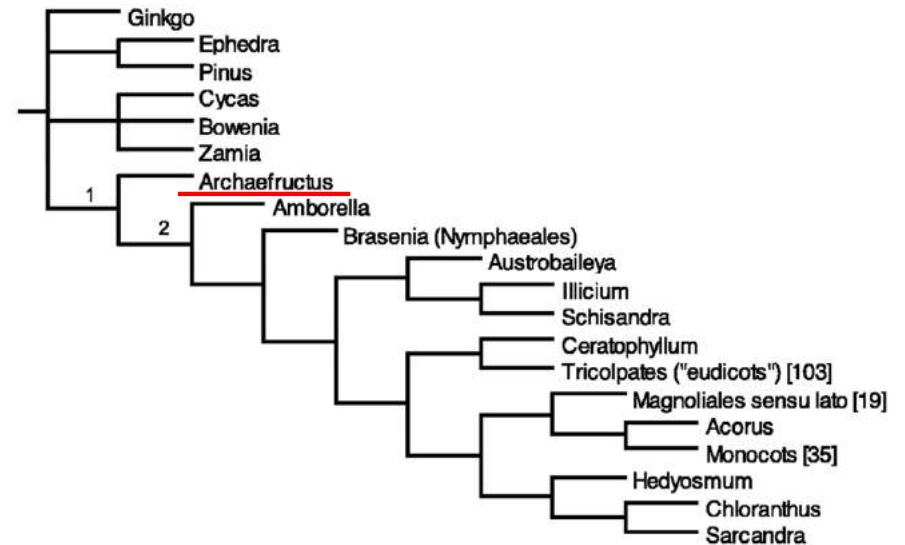 Ginkgo
Ephedra
Pinus
Cycas
Bowenia
Zamia
1
Archaefructus
2
Amborella
Brasenia (Nymphaeales)
Austrobaileya
Illicium
Schisandra
Ceratophyllum
Tricolpates ("eudicots") [103]
Magnoliales sensu lato [19]
Acorus
Monocots [35]
Hedyosmum
Chloranthus
Sarcandra